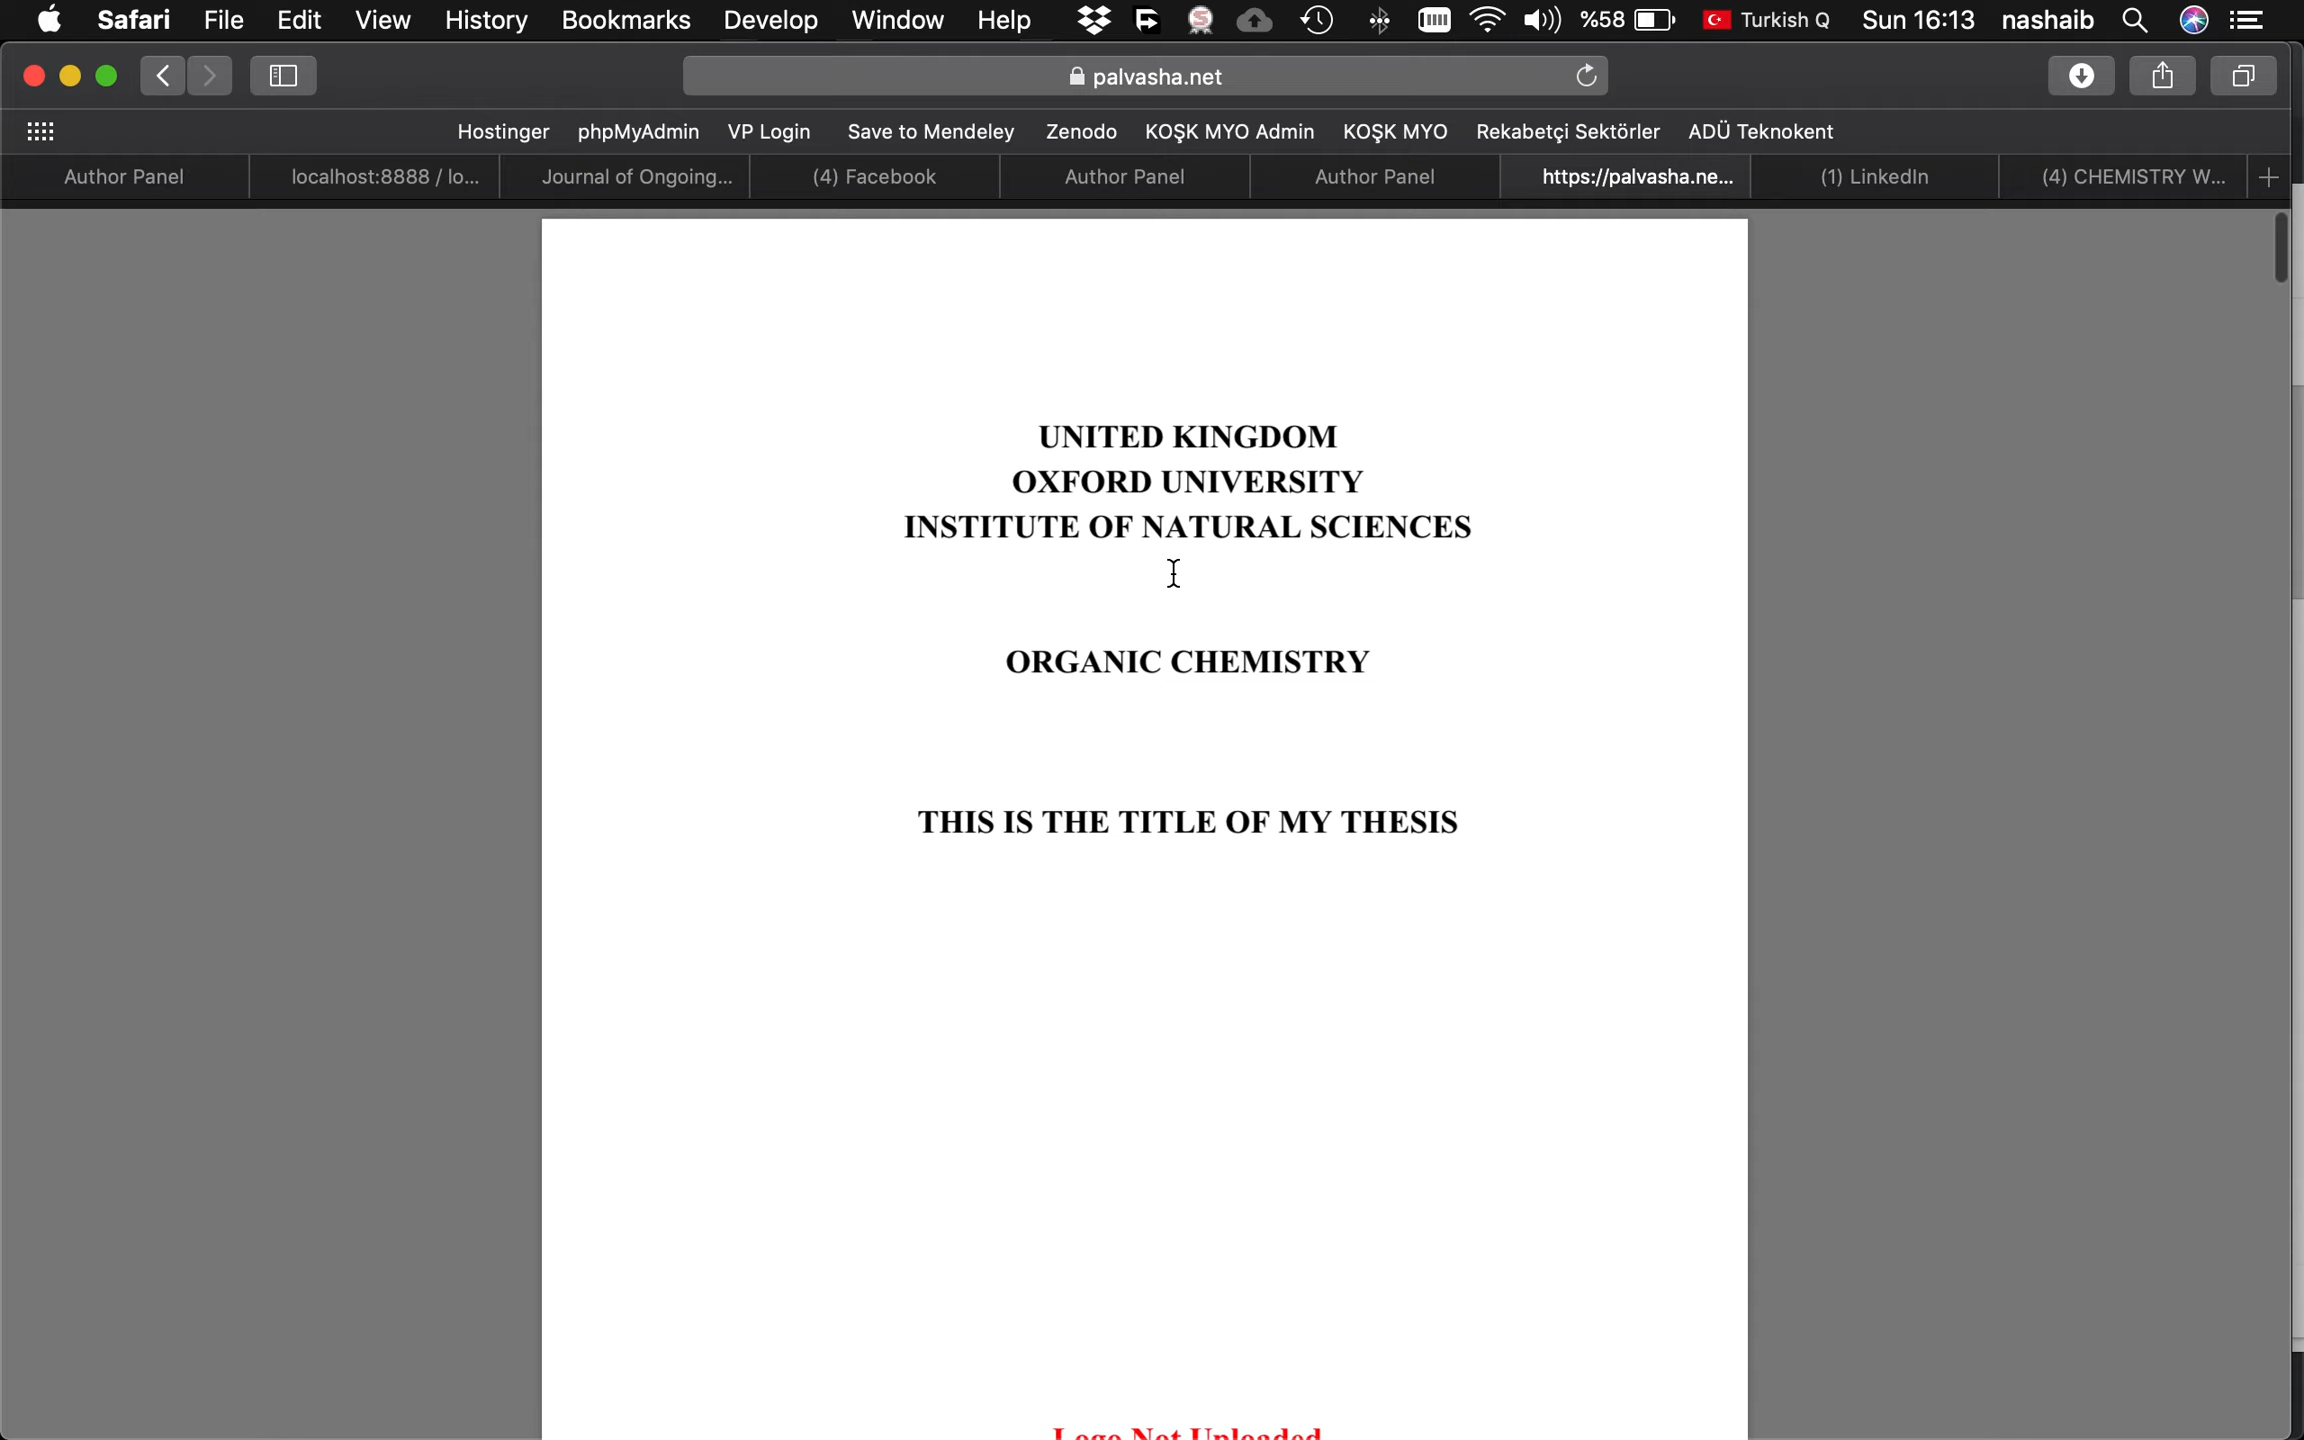 Safari File Edit View History Bookmarks Develop Window Help %58 Turkish Q Sun 16:13 nashaib
palvasha.net
Hostinger phpMyAdmin VP Login Save to Mendeley Zenodo KOŞK MYO Admin KOŞK MYO Rekabetçi Sektörler ADÜ Teknokent
Author Panel localhost:8888 / lo... Journal of Ongoing... (4) Facebook Author Panel Author Panel https://palvasha.ne... (1) LinkedIn (4) CHEMISTRY W...
UNITED KINGDOM
OXFORD UNIVERSITY
INSTITUTE OF NATURAL SCIENCES
ORGANIC CHEMISTRY
THIS IS THE TITLE OF MY THESIS
Logo Not Uploaded